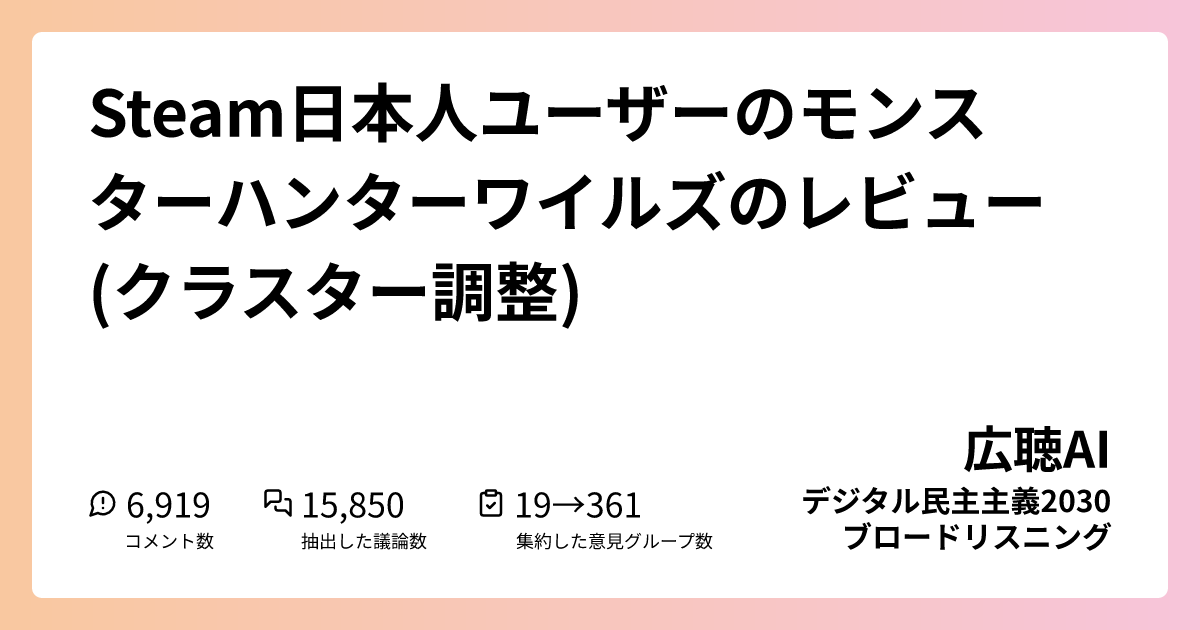 Steam日本人ユーザーのモンス
ターハンターワイルズのレビュー
(クラスター調整)
広聴AI
デジタル民主主義2030
ブロードリスニング
6,919
コメント数
15,850
抽出した議論数
19→361
集約した意見グループ数